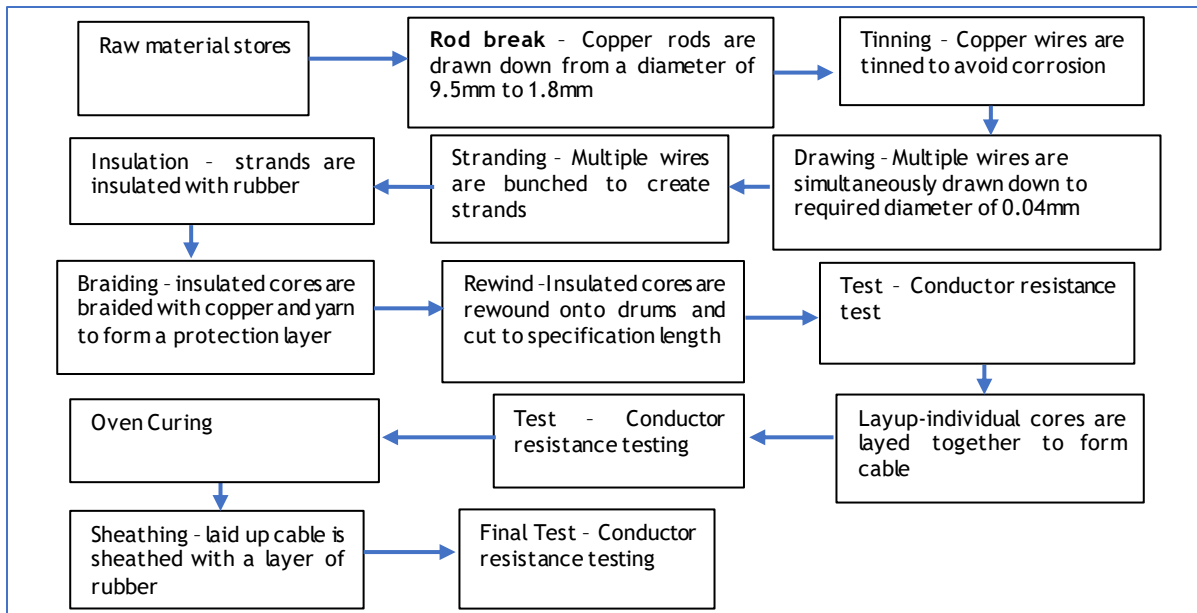 Raw material stores
Rod break – Copper rods are
drawn down from a diameter of
9.5mm to 1.8mm
Tinning – Copper wires are
tinned to avoid corrosion
Drawing – Multiple wires are
simultaneously drawn down to
required diameter of 0.04mm
Stranding – Multiple wires
are bunched to create
strands
Insulation – strands are
insulated with rubber
Braiding – insulated cores are
braided with copper and yarn
to form a protection layer
Rewind –Insulated cores are
rewound onto drums and
cut to specification length
Test – Conductor resistance
test
Layup-individual cores are
layed together to form
cable
Test – Conductor
resistance testing
Oven Curing
Sheathing – laid up cable is
sheathed with a layer of
rubber
Final Test – Conductor
resistance testing